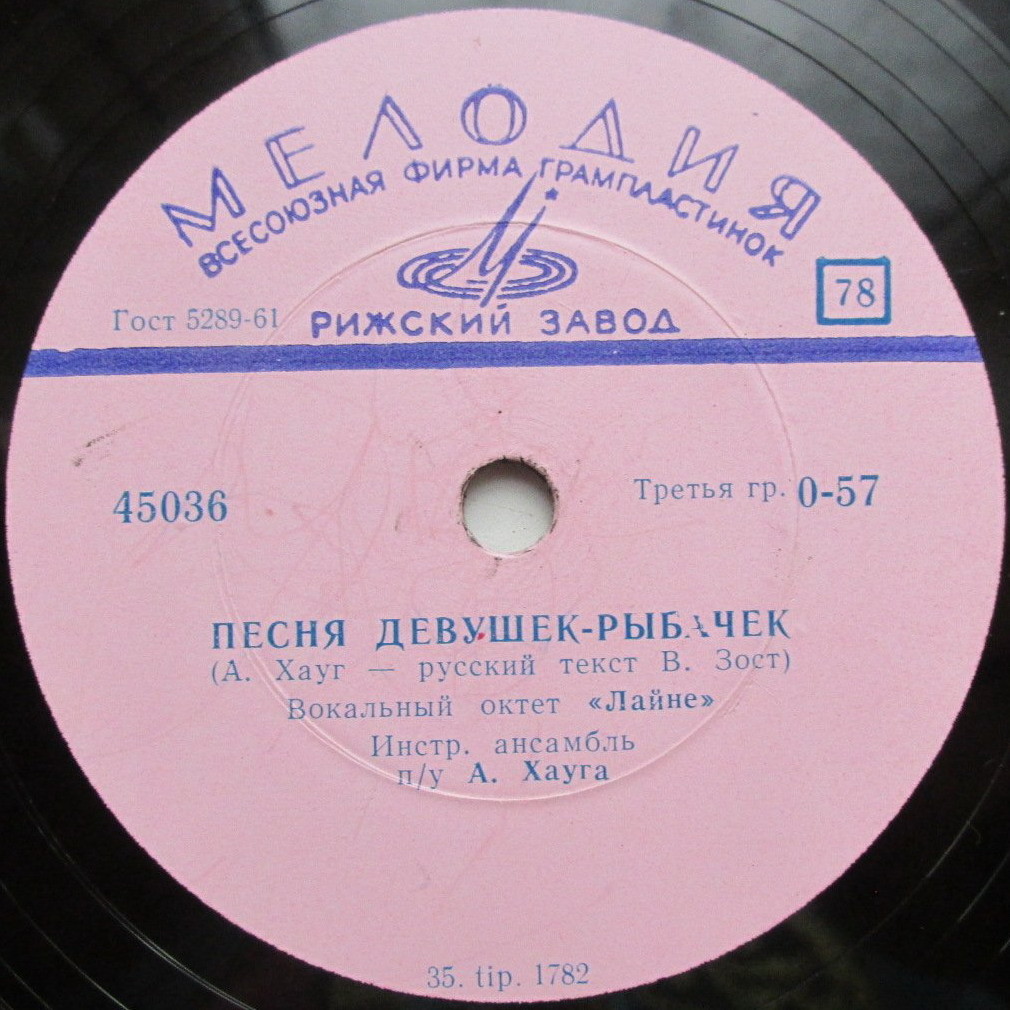 МЕЛОДИЯ
ВСЕСОЮЗНАЯ ФИРМА ГРАМПЛАСТИНОК
78
Гост 5289-61
РИЖСКИЙ ЗАВОД
45036
Третья гр. 0-57
ПЕСНЯ ДЕВУШЕК-РЫБАЧЕК
(А. Хауг — русский текст В. Зост)
Вокальный октет «Лайне»
Инстр. ансамбль
п/у А. Хауга
35. tip. 1782